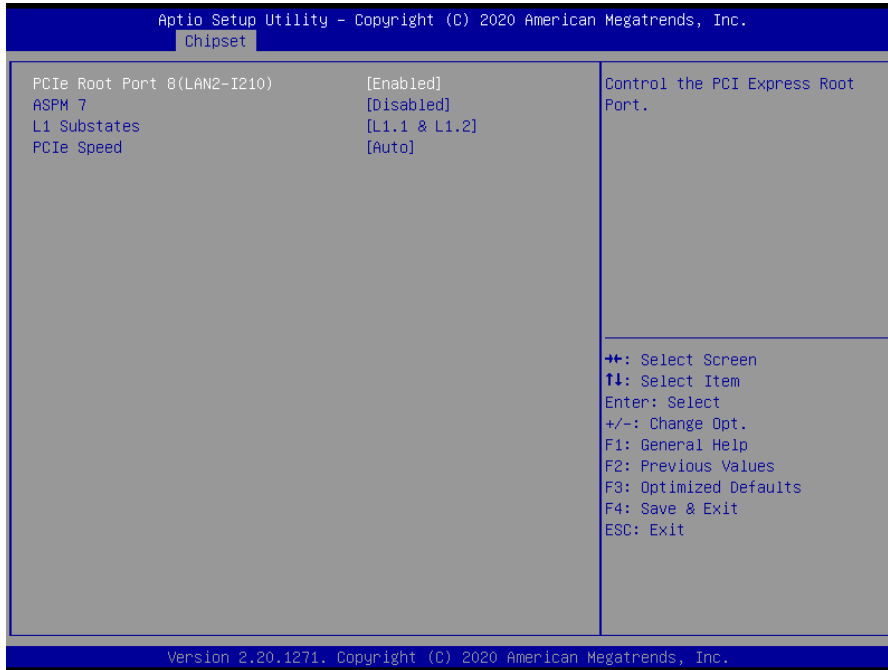 Aptio Setup Utility – Copyright (C) 2020 American Megatrends, Inc.
Chipset
PCIe Root Port 8(LAN2-I210) [Enabled]
ASPM 7 [Disabled]
L1 Substates [L1.1 & L1.2]
PCIe Speed [Auto]
Control the PCI Express Root
Port.
→←: Select Screen
↑↓: Select Item
Enter: Select
+/-: Change Opt.
F1: General Help
F2: Previous Values
F3: Optimized Defaults
F4: Save & Exit
ESC: Exit
Version 2.20.1271. Copyright (C) 2020 American Megatrends, Inc.